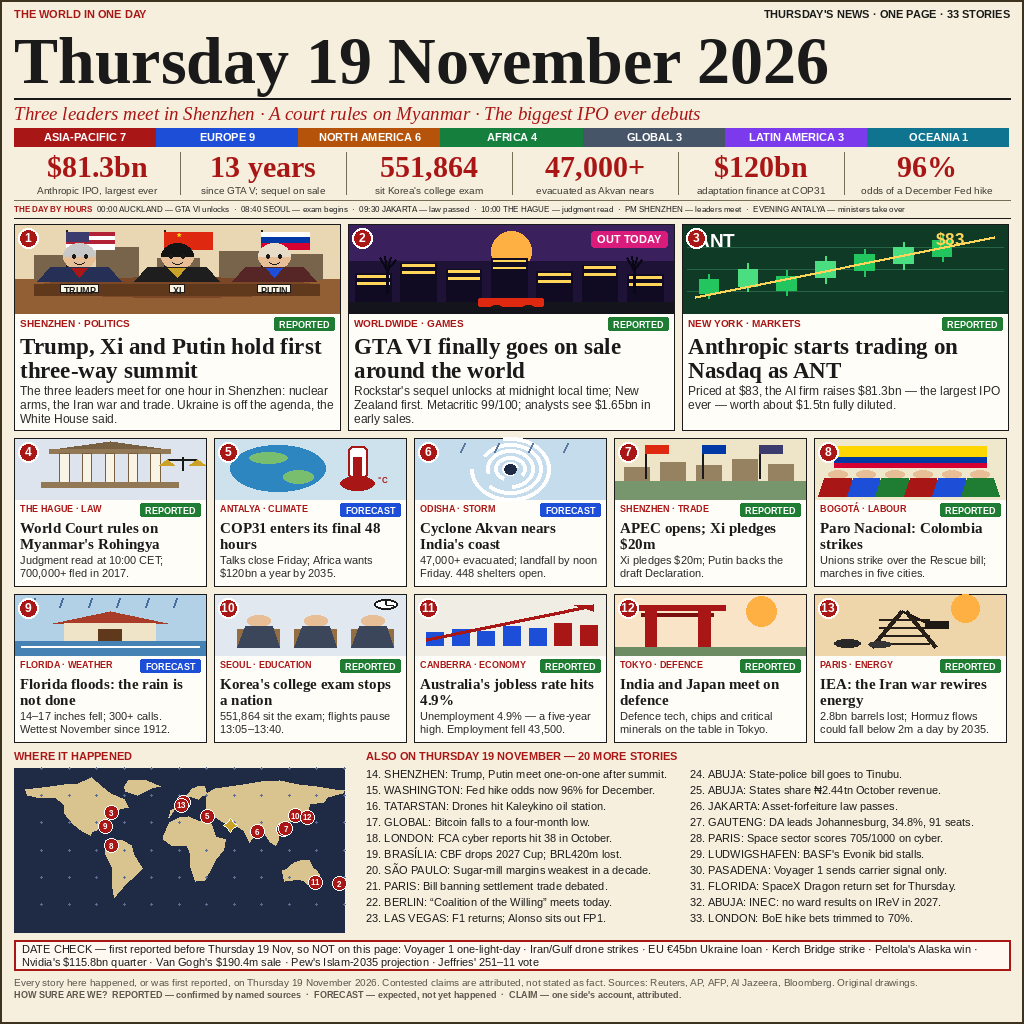 THE WORLD IN ONE DAY
THURSDAY'S NEWS · ONE PAGE · 33 STORIES
Thursday 19 November 2026
Three leaders meet in Shenzhen · A court rules on Myanmar · The biggest IPO ever debuts
ASIA-PACIFIC 7
EUROPE 9
NORTH AMERICA 6
AFRICA 4
GLOBAL 3
LATIN AMERICA 3
OCEANIA 1
$81.3bn
Anthropic IPO, largest ever
13 years
since GTA V; sequel on sale
551,864
sit Korea's college exam
47,000+
evacuated as Akvan nears
$120bn
adaptation finance at COP31
96%
odds of a December Fed hike
THE DAY BY HOURS 00:00 AUCKLAND — GTA VI unlocks · 08:40 SEOUL — exam begins · 09:30 JAKARTA — law passed · 10:00 THE HAGUE — judgment read · PM SHENZHEN — leaders meet · EVENING ANTALYA — ministers take over
1
TRUMP
XI
PUTIN
SHENZHEN · POLITICS
REPORTED
Trump, Xi and Putin hold first
three-way summit
The three leaders meet for one hour in Shenzhen: nuclear
arms, the Iran war and trade. Ukraine is off the agenda, the
White House said.
2
OUT TODAY
WORLDWIDE · GAMES
REPORTED
GTA VI finally goes on sale
around the world
Rockstar's sequel unlocks at midnight local time; New
Zealand first. Metacritic 99/100; analysts see $1.65bn in
early sales.
3
ANT
$83
NEW YORK · MARKETS
REPORTED
Anthropic starts trading on
Nasdaq as ANT
Priced at $83, the AI firm raises $81.3bn — the largest IPO
ever — worth about $1.5tn fully diluted.
4
THE HAGUE · LAW
REPORTED
World Court rules on
Myanmar's Rohingya
Judgment read at 10:00 CET;
700,000+ fled in 2017.
5
°C
ANTALYA · CLIMATE
FORECAST
COP31 enters its final 48
hours
Talks close Friday; Africa wants
$120bn a year by 2035.
6
ODISHA · STORM
FORECAST
Cyclone Akvan nears
India's coast
47,000+ evacuated; landfall by noon
Friday. 448 shelters open.
7
SHENZHEN · TRADE
REPORTED
APEC opens; Xi pledges
$20m
Xi pledges $20m; Putin backs the
draft Declaration.
8
BOGOTÁ · LABOUR
REPORTED
Paro Nacional: Colombia
strikes
Unions strike over the Rescue bill;
marches in five cities.
9
FLORIDA · WEATHER
FORECAST
Florida floods: the rain is
not done
14–17 inches fell; 300+ calls.
Wettest November since 1912.
10
SEOUL · EDUCATION
REPORTED
Korea's college exam stops
a nation
551,864 sit the exam; flights pause
13:05–13:40.
11
CANBERRA · ECONOMY
REPORTED
Australia's jobless rate hits
4.9%
Unemployment 4.9% — a five-year
high. Employment fell 43,500.
12
TOKYO · DEFENCE
REPORTED
India and Japan meet on
defence
Defence tech, chips and critical
minerals on the table in Tokyo.
13
PARIS · ENERGY
REPORTED
IEA: the Iran war rewires
energy
2.8bn barrels lost; Hormuz flows
could fall below 2m a day by 2035.
WHERE IT HAPPENED
3
9
8
13
5
6
7
10
12
11
2
ALSO ON THURSDAY 19 NOVEMBER — 20 MORE STORIES
14. SHENZHEN: Trump, Putin meet one-on-one after summit.
15. WASHINGTON: Fed hike odds now 96% for December.
16. TATARSTAN: Drones hit Kaleykino oil station.
17. GLOBAL: Bitcoin falls to a four-month low.
18. LONDON: FCA cyber reports hit 38 in October.
19. BRASÍLIA: CBF drops 2027 Cup; BRL420m lost.
20. SÃO PAULO: Sugar-mill margins weakest in a decade.
21. PARIS: Bill banning settlement trade debated.
22. BERLIN: “Coalition of the Willing” meets today.
23. LAS VEGAS: F1 returns; Alonso sits out FP1.
24. ABUJA: State-police bill goes to Tinubu.
25. ABUJA: States share ₦2.44tn October revenue.
26. JAKARTA: Asset-forfeiture law passes.
27. GAUTENG: DA leads Johannesburg, 34.8%, 91 seats.
28. PARIS: Space sector scores 705/1000 on cyber.
29. LUDWIGSHAFEN: BASF's Evonik bid stalls.
30. PASADENA: Voyager 1 sends carrier signal only.
31. FLORIDA: SpaceX Dragon return set for Thursday.
32. ABUJA: INEC: no ward results on IReV in 2027.
33. LONDON: BoE hike bets trimmed to 70%.
DATE CHECK — first reported before Thursday 19 Nov, so NOT on this page: Voyager 1 one-light-day · Iran/Gulf drone strikes · EU €45bn Ukraine loan · Kerch Bridge strike · Peltola's Alaska win ·
Nvidia's $115.8bn quarter · Van Gogh's $190.4m sale · Pew's Islam-2035 projection · Jeffries' 251–11 vote
Every story here happened, or was first reported, on Thursday 19 November 2026. Contested claims are attributed, not stated as fact. Sources: Reuters, AP, AFP, Al Jazeera, Bloomberg. Original drawings.
HOW SURE ARE WE? REPORTED — confirmed by named sources · FORECAST — expected, not yet happened · CLAIM — one side's account, attributed.